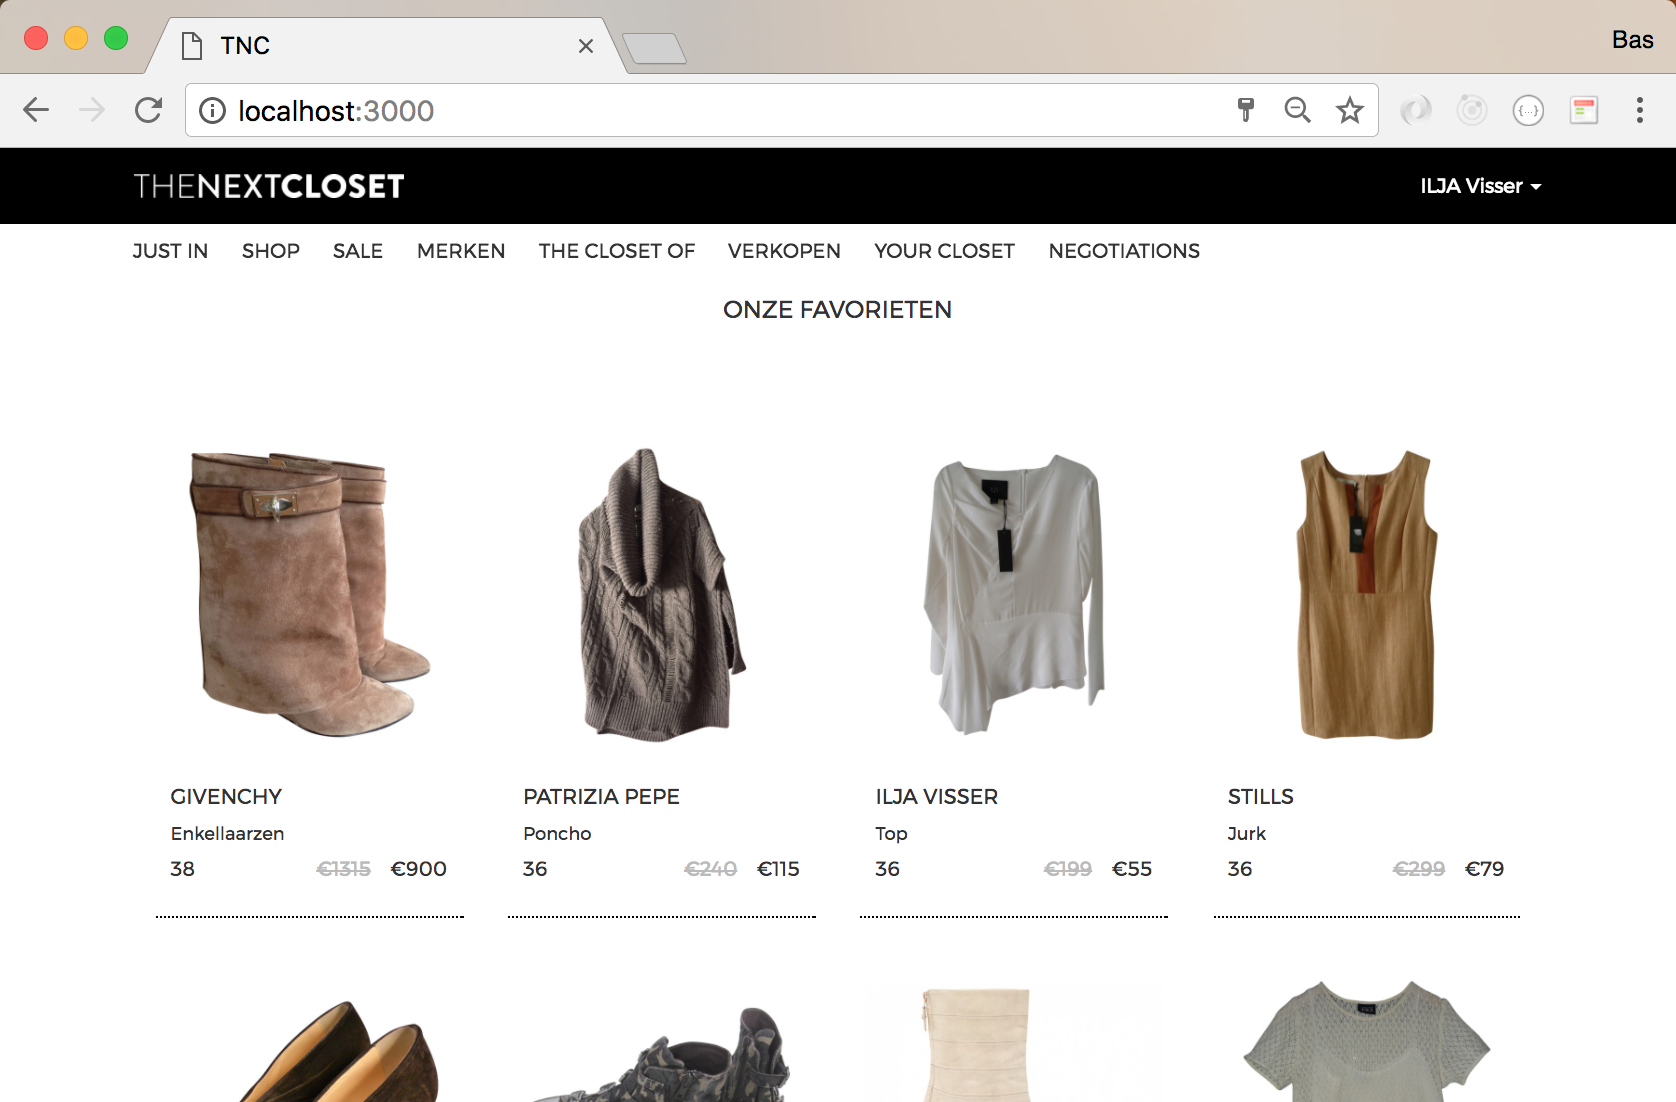 TNC
Bas
localhost:3000
THENEXTCLOSET
ILJA Visser
JUST IN SHOP SALE MERKEN THE CLOSET OF VERKOPEN YOUR CLOSET NEGOTIATIONS
ONZE FAVORIETEN
GIVENCHY
Enkellaarzen
38 €1315 €900
PATRIZIA PEPE
Poncho
36 €240 €115
ILJA VISSER
Top
36 €199 €55
STILLS
Jurk
36 €299 €79